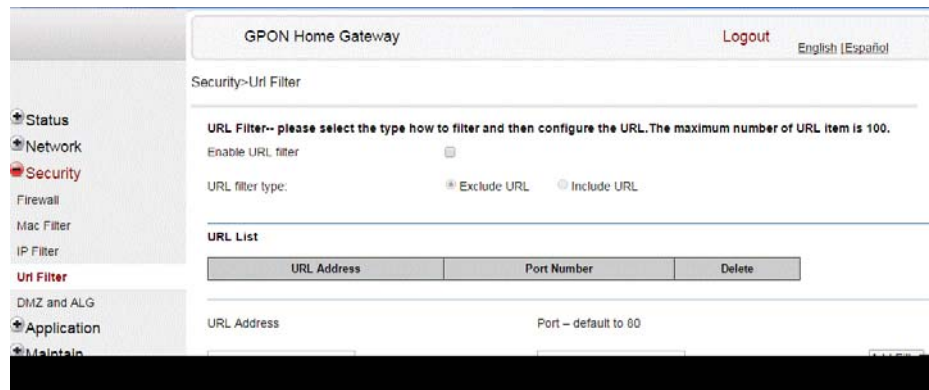 GPON Home Gateway
Logout
English |Español
Security>Url Filter
Status
Network
Security
Firewall
Mac Filter
IP Filter
Url Filter
DMZ and ALG
Application
Maintain
URL Filter-- please select the type how to filter and then configure the URL.The maximum number of URL item is 100.
Enable URL filter
URL filter type: Exclude URL Include URL
URL List
URL Address Port Number Delete
URL Address Port – default to 80